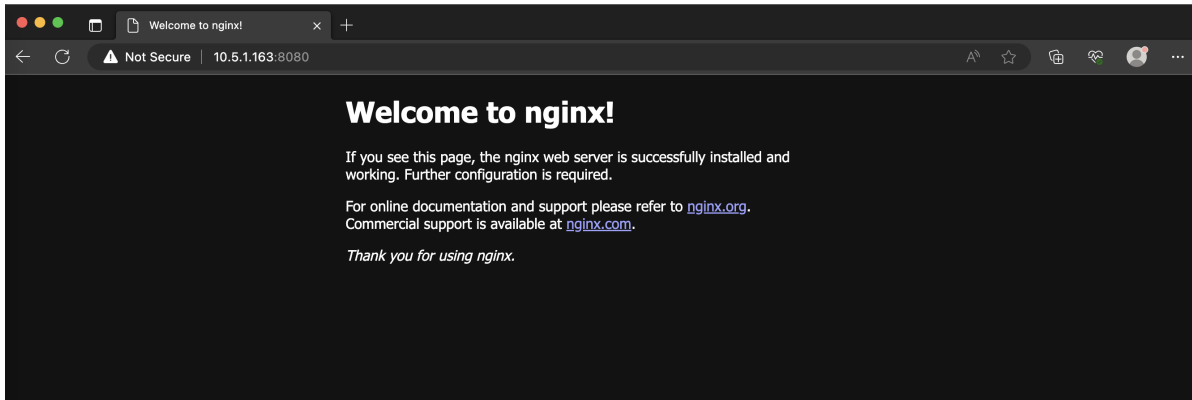 Welcome to nginx!
Not Secure | 10.5.1.163:8080
Welcome to nginx!
If you see this page, the nginx web server is successfully installed and
working. Further configuration is required.
For online documentation and support please refer to nginx.org.
Commercial support is available at nginx.com.
Thank you for using nginx.